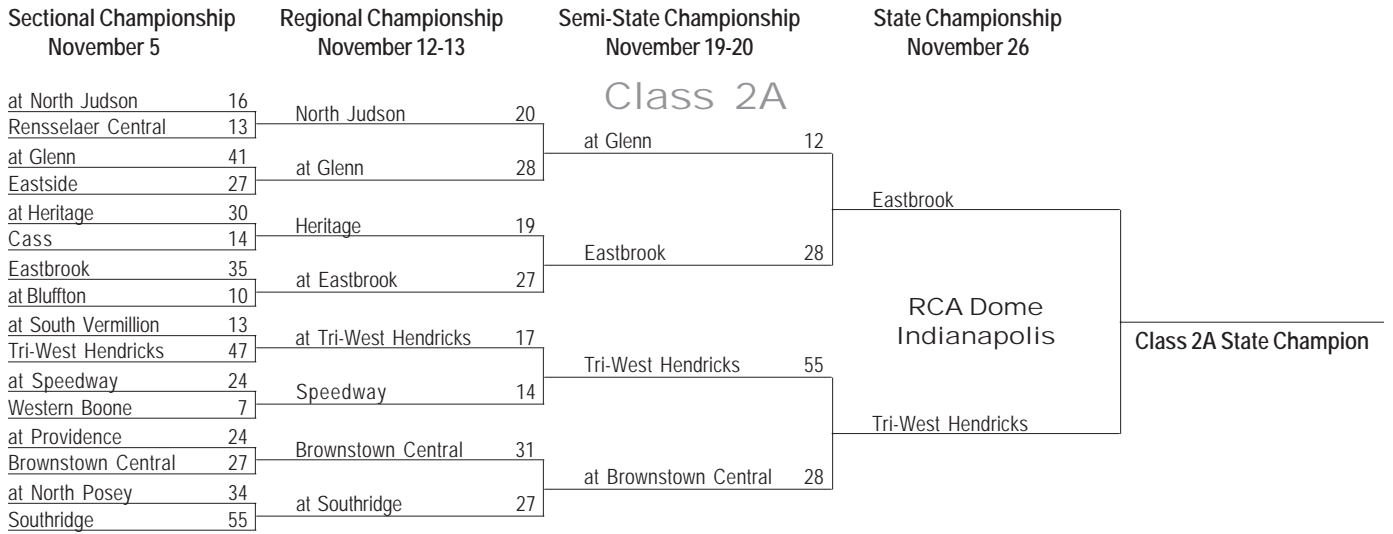 Sectional Championship Regional Championship Semi-State Championship State Championship
November 5 November 12-13 November 19-20 November 26
Class 2A
at North Judson 16
Rensselaer Central 13
at Glenn 41
Eastside 27
at Heritage 30
Cass 14
Eastbrook 35
at Bluffton 10
at South Vermillion 13
Tri-West Hendricks 47
at Speedway 24
Western Boone 7
at Providence 24
Brownstown Central 27
at North Posey 34
Southridge 55
North Judson 20
at Glenn 28
Heritage 19
at Eastbrook 27
at Tri-West Hendricks 17
Speedway 14
Brownstown Central 31
at Southridge 27
at Glenn 12
Eastbrook 28
Tri-West Hendricks 55
at Brownstown Central 28
Eastbrook
RCA Dome
Indianapolis
Tri-West Hendricks
Class 2A State Champion